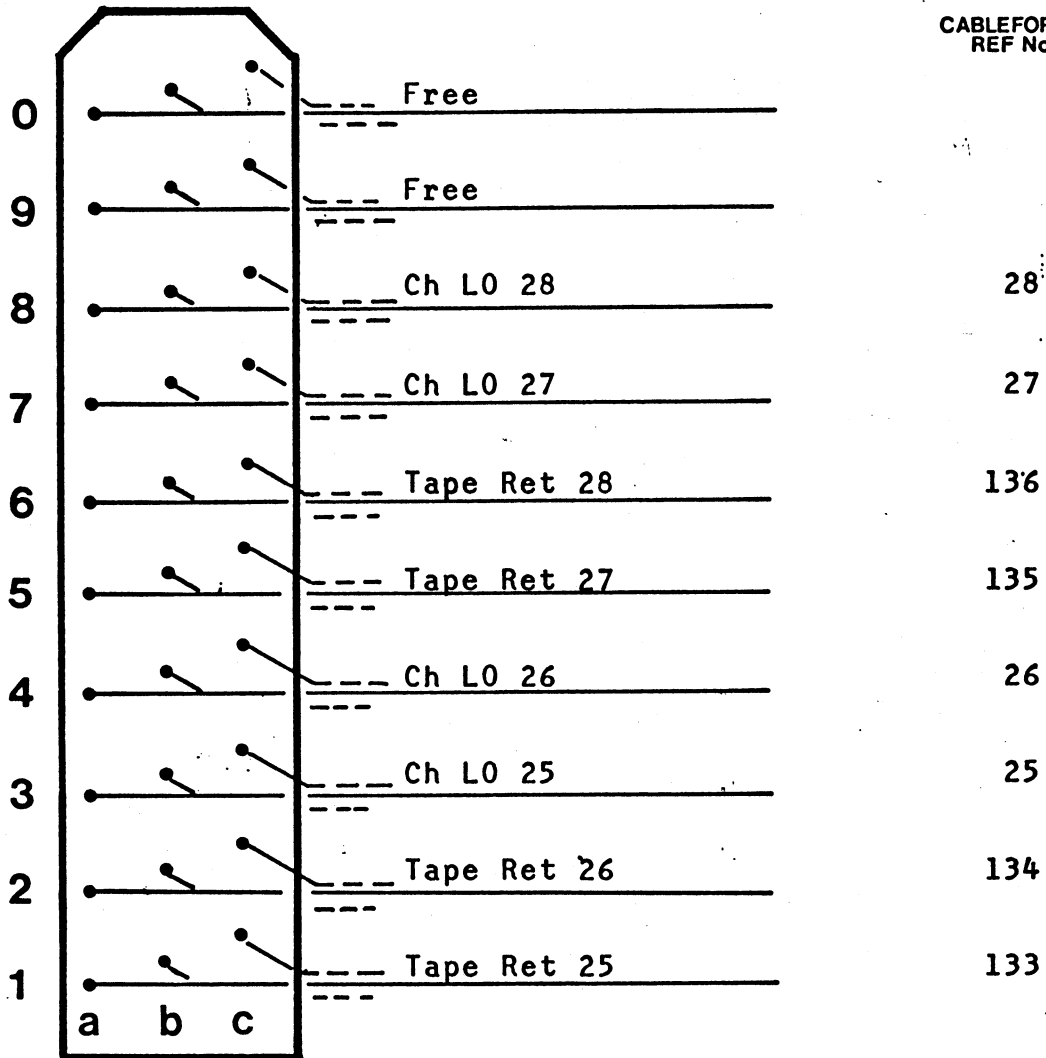 CABLEFOR
REF No
0 Free
9 Free
8 Ch LO 28 28
7 Ch LO 27 27
6 Tape Ret 28 136
5 Tape Ret 27 135
4 Ch LO 26 26
3 Ch LO 25 25
2 Tape Ret 26 134
1 Tape Ret 25 133
a b c